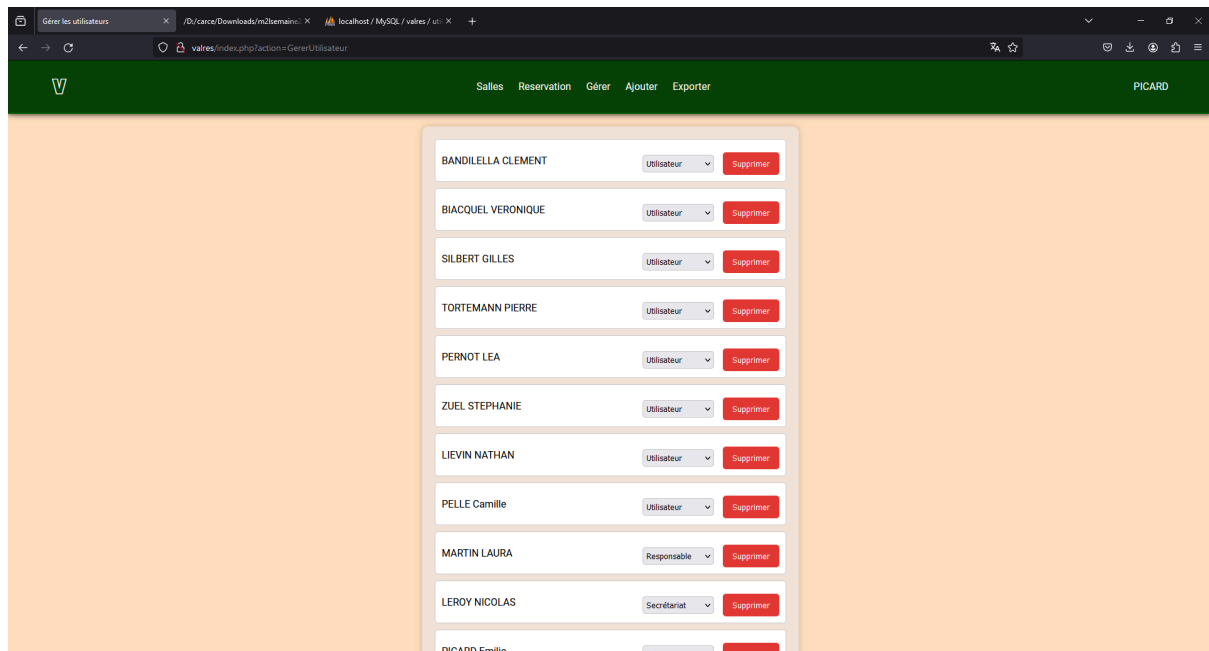 Gérer les utilisateurs /D:/carce/Downloads/m2lsemaine2 localhost / MySQL / valres / uti
valres/index.php?action=GererUtilisateur
V Salles Reservation Gérer Ajouter Exporter PICARD
BANDILELLA CLEMENT Utilisateur Supprimer
BIACQUEL VERONIQUE Utilisateur Supprimer
SILBERT GILLES Utilisateur Supprimer
TORTEMANN PIERRE Utilisateur Supprimer
PERNOT LEA Utilisateur Supprimer
ZUEL STEPHANIE Utilisateur Supprimer
LIEVIN NATHAN Utilisateur Supprimer
PELLE Camille Utilisateur Supprimer
MARTIN LAURA Responsable Supprimer
LEROY NICOLAS Secrétariat Supprimer
PICARD Emilie